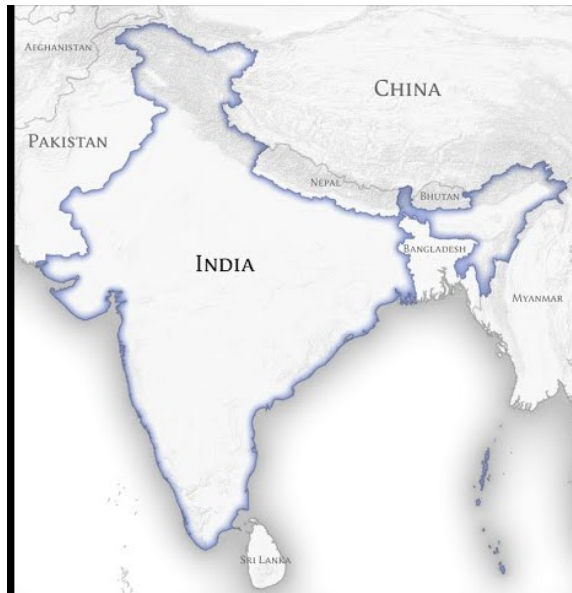 AFGHANISTAN
CHINA
PAKISTAN
NEPAL
BHUTAN
BANGLADESH
INDIA
MYANMAR
SRI LANKA